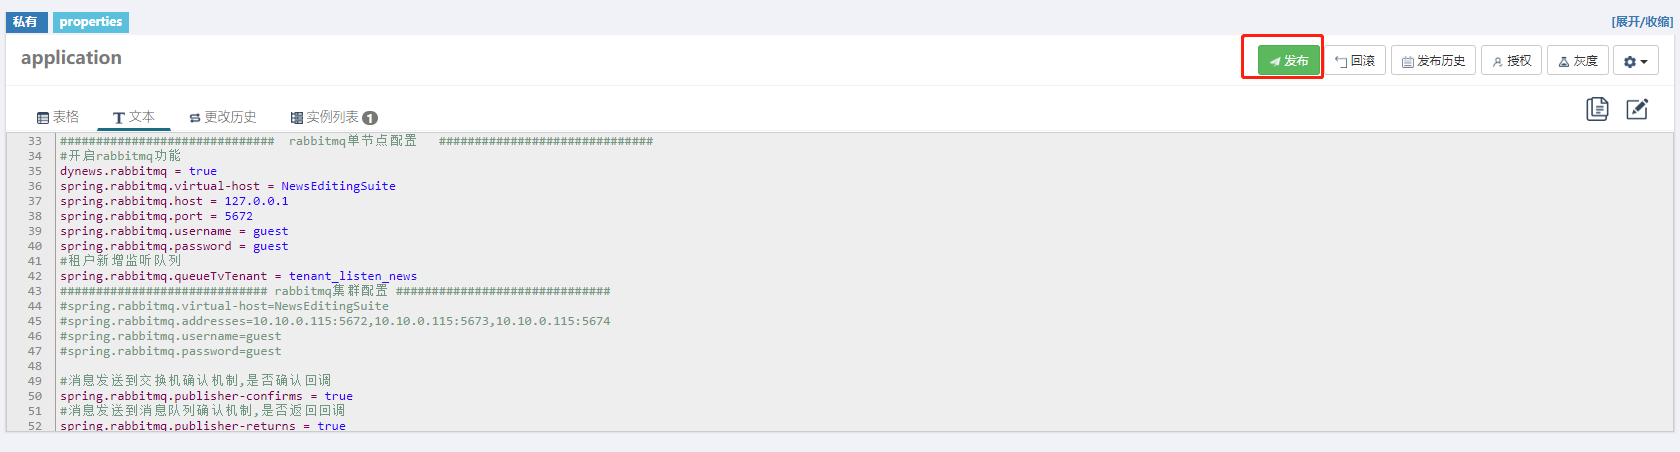 私有 properties [展开/收缩]
application 发布 回滚 发布历史 授权 灰度
表格 文本 更改历史 实例列表 1
33 ############################## rabbitmq单节点配置 ##############################
34 #开启rabbitmq功能
35 dynews.rabbitmq = true
36 spring.rabbitmq.virtual-host = NewsEditingSuite
37 spring.rabbitmq.host = 127.0.0.1
38 spring.rabbitmq.port = 5672
39 spring.rabbitmq.username = guest
40 spring.rabbitmq.password = guest
41 #租户新增监听队列
42 spring.rabbitmq.queueTvTenant = tenant_listen_news
43 ############################# rabbitmq集群配置 ##############################
44 #spring.rabbitmq.virtual-host=NewsEditingSuite
45 #spring.rabbitmq.addresses=10.10.0.115:5672,10.10.0.115:5673,10.10.0.115:5674
46 #spring.rabbitmq.username=guest
47 #spring.rabbitmq.password=guest
48
49 #消息发送到交换机确认机制,是否确认回调
50 spring.rabbitmq.publisher-confirms = true
51 #消息发送到消息队列确认机制,是否返回回调
52 spring.rabbitmq.publisher-returns = true